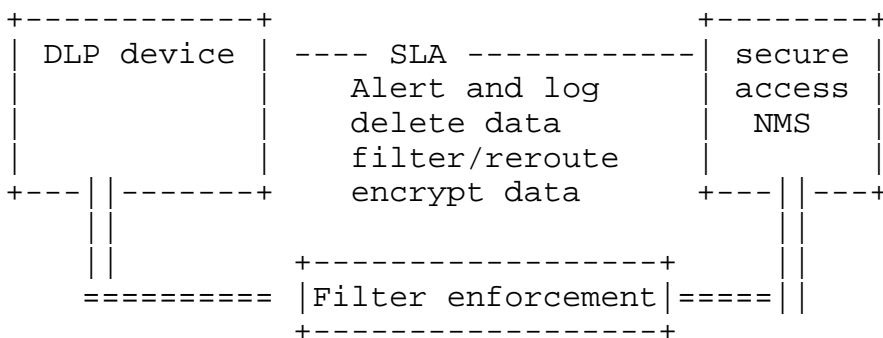 DLP device ---- SLA ------------ secure
Alert and log access
delete data NMS
filter/reroute
encrypt data
Filter enforcement